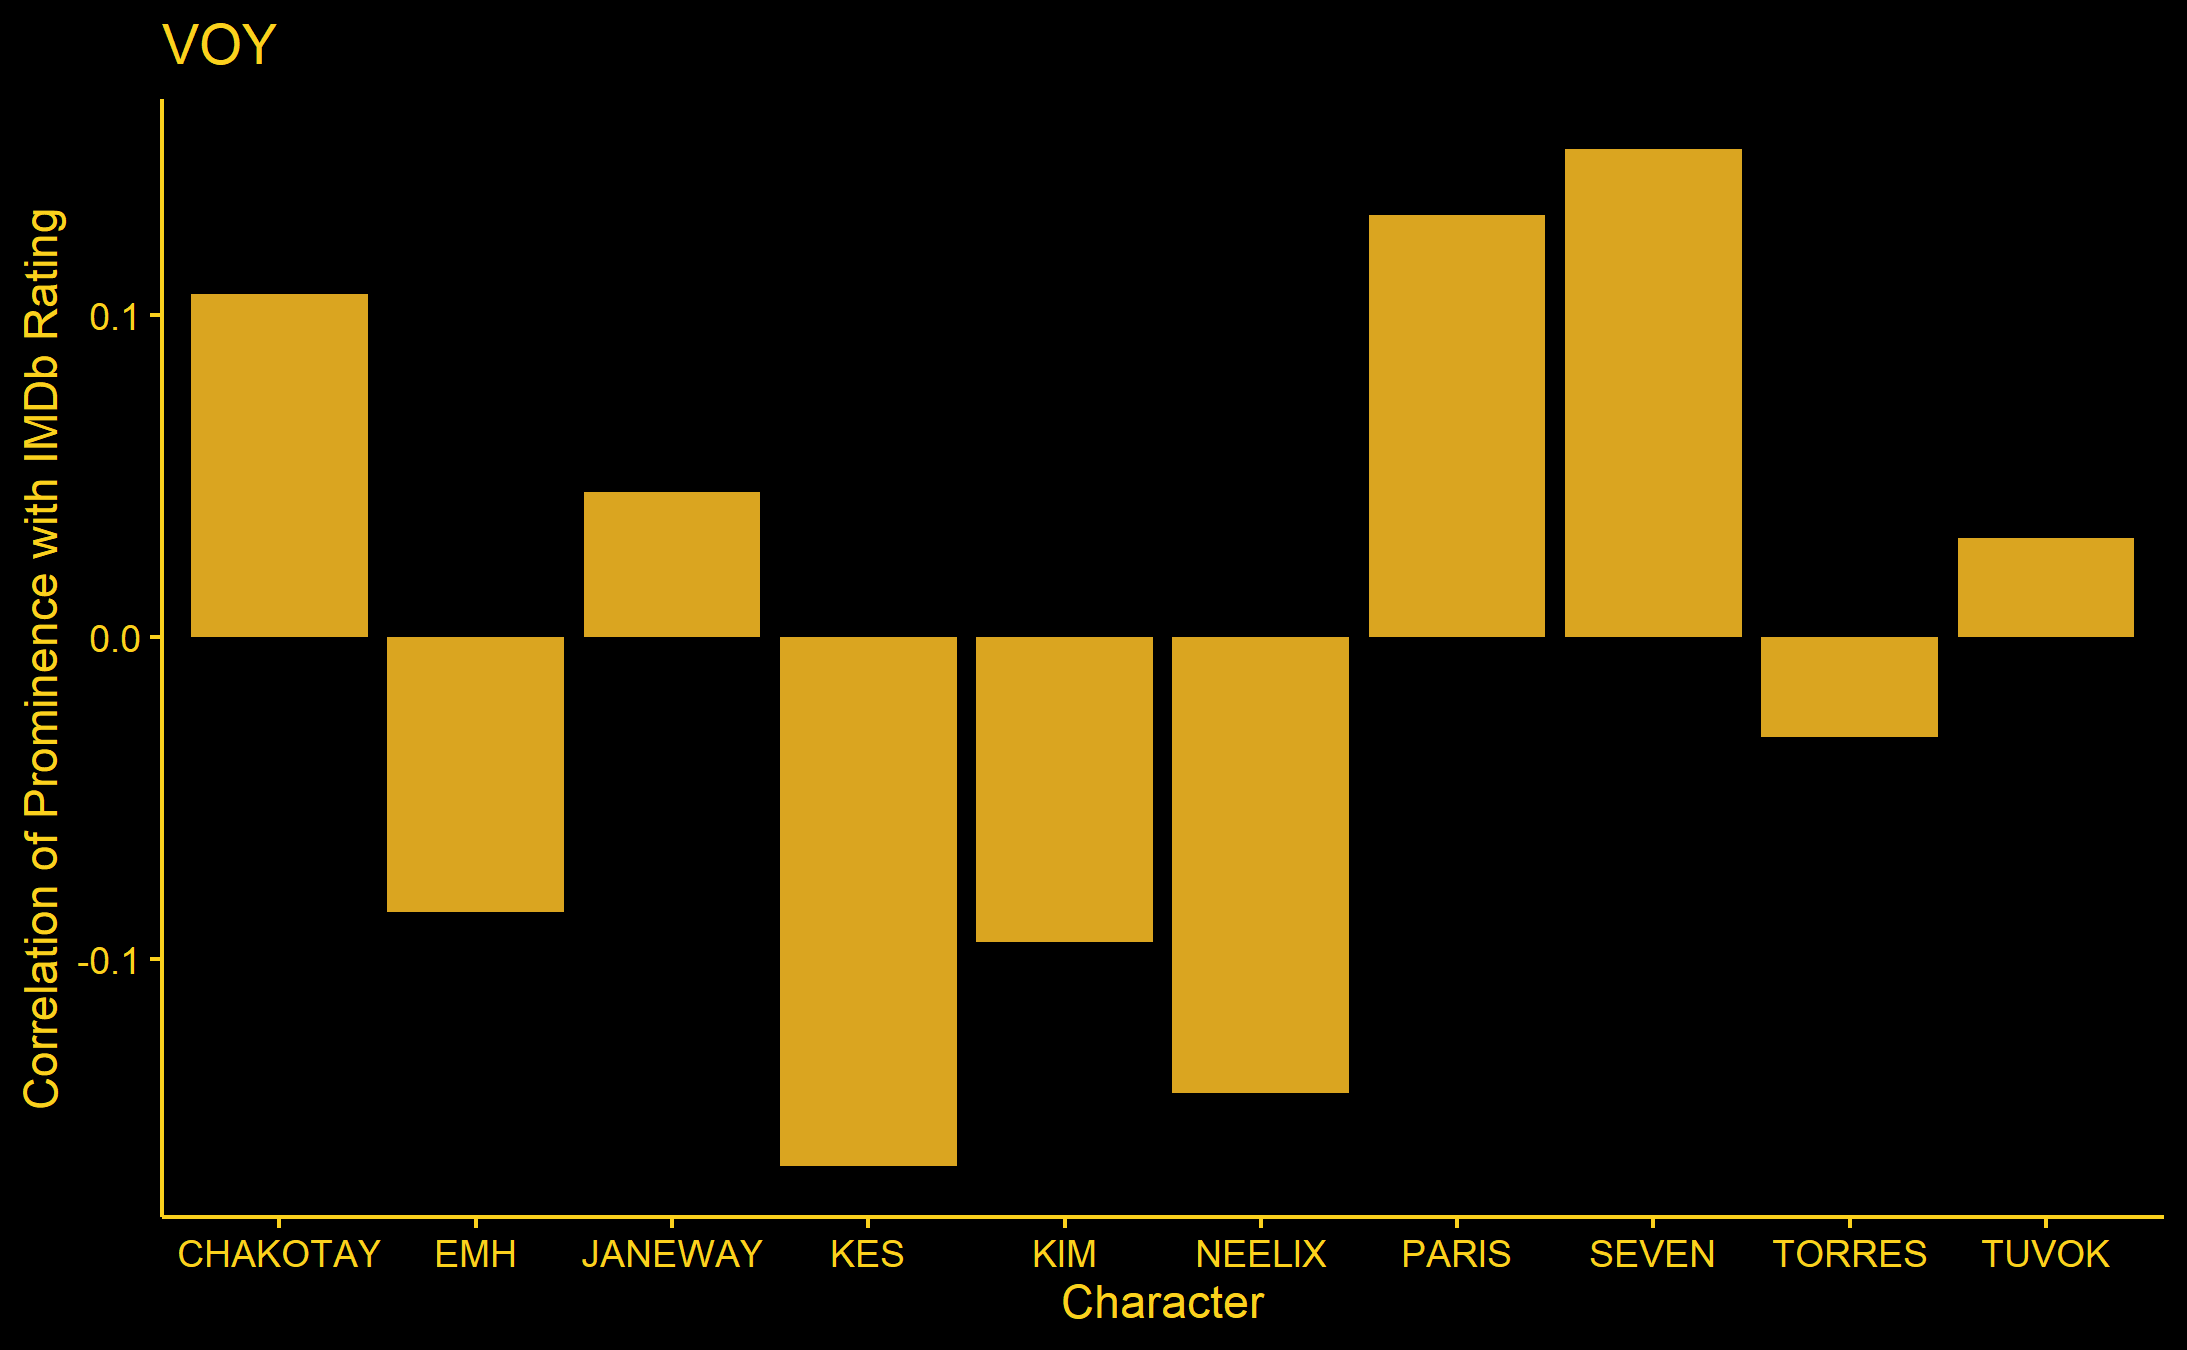 VOY
Correlation of Prominence with IMDb Rating
0.1
0.0
-0.1
CHAKOTAY EMH JANEWAY KES KIM NEELIX PARIS SEVEN TORRES TUVOK
Character